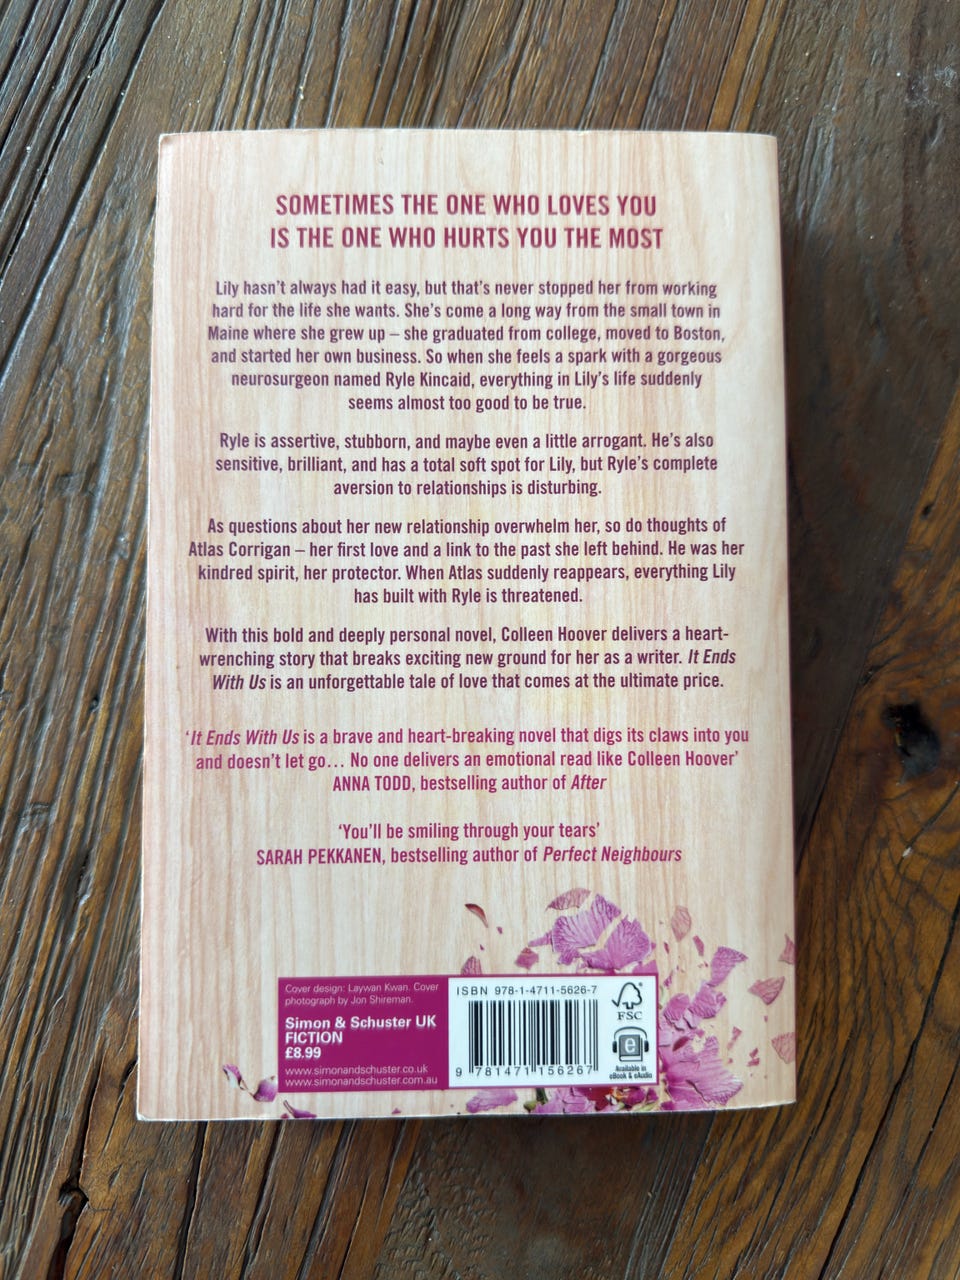 SOMETIMES THE ONE WHO LOVES YOU
IS THE ONE WHO HURTS YOU THE MOST
Lily hasn't always had it easy, but that's never stopped her from working
hard for the life she wants. She's come a long way from the small town in
Maine where she grew up – she graduated from college, moved to Boston,
and started her own business. So when she feels a spark with a gorgeous
neurosurgeon named Ryle Kincaid, everything in Lily's life suddenly
seems almost too good to be true.
Ryle is assertive, stubborn, and maybe even a little arrogant. He's also
sensitive, brilliant, and has a total soft spot for Lily, but Ryle's complete
aversion to relationships is disturbing.
As questions about her new relationship overwhelm her, so do thoughts of
Atlas Corrigan – her first love and a link to the past she left behind. He was her
kindred spirit, her protector. When Atlas suddenly reappears, everything Lily
has built with Ryle is threatened.
With this bold and deeply personal novel, Colleen Hoover delivers a heart-
wrenching story that breaks exciting new ground for her as a writer. It Ends
With Us is an unforgettable tale of love that comes at the ultimate price.
'It Ends With Us is a brave and heart-breaking novel that digs its claws into you
and doesn't let go… No one delivers an emotional read like Colleen Hoover'
ANNA TODD, bestselling author of After
'You'll be smiling through your tears'
SARAH PEKKANEN, bestselling author of Perfect Neighbours
Cover design: Laywan Kwan. Cover
photograph by Jon Shireman.
Simon & Schuster UK
FICTION
£8.99
www.simonandschuster.co.uk
www.simonandschuster.com.au
ISBN 978-1-4711-5626-7
9 781471 156267
FSC
e
Available in
eBook & eAudio